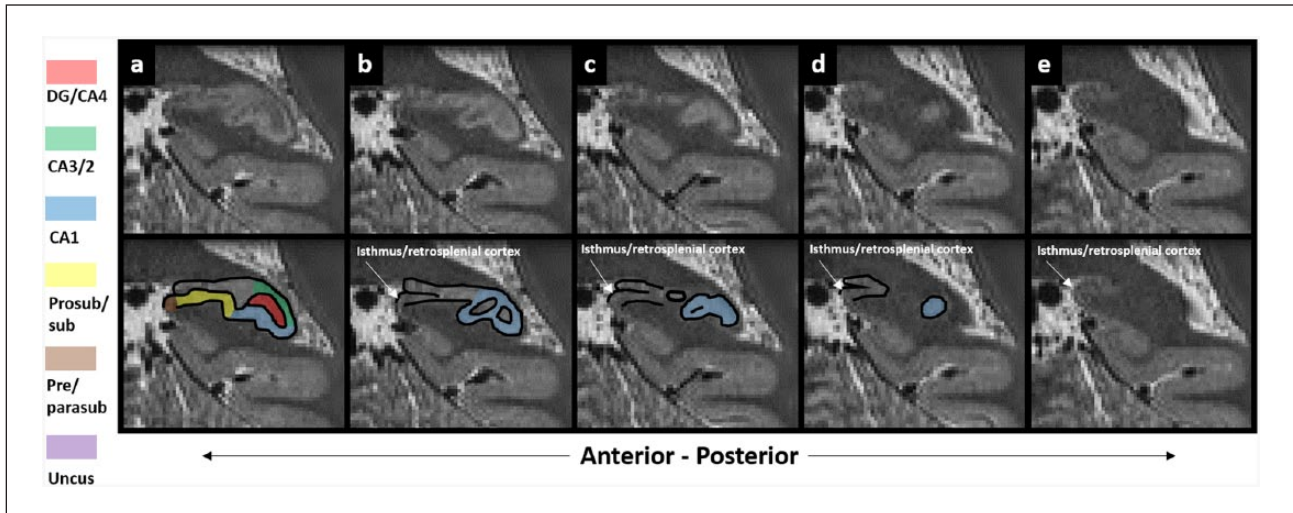 a b c d e
DG/CA4
CA3/2
CA1
Prosub/
sub
Pre/
parasub
Uncus
Isthmus/retrosplenial cortex
Isthmus/retrosplenial cortex
Isthmus/retrosplenial cortex
Isthmus/retrosplenial cortex
Anterior - Posterior